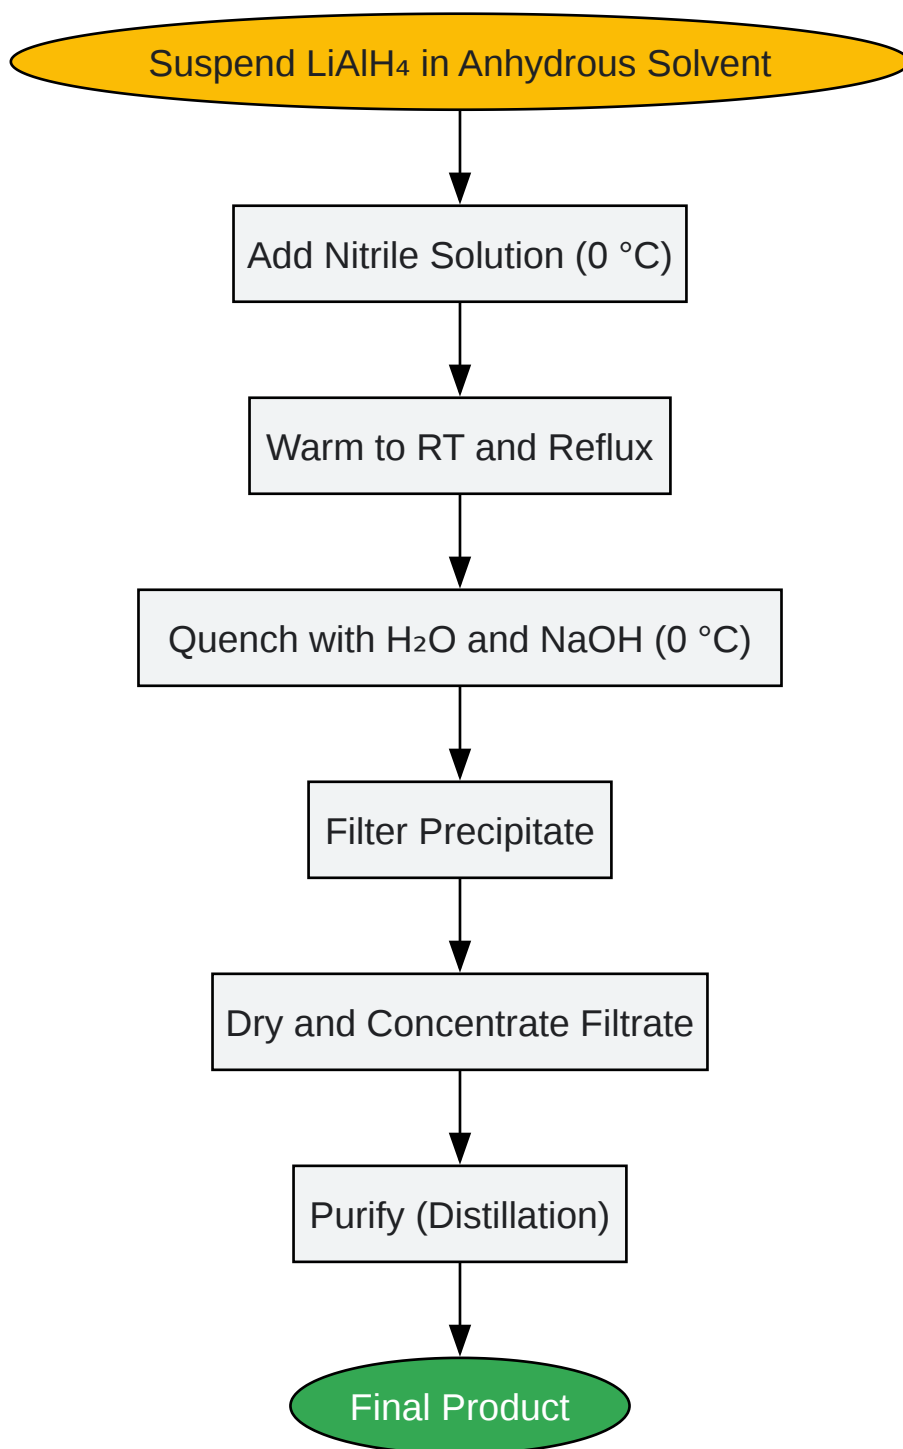 Suspend LiAlH₄ in Anhydrous Solvent
Add Nitrile Solution (0 °C)
Warm to RT and Reflux
Quench with H₂O and NaOH (0 °C)
Filter Precipitate
Dry and Concentrate Filtrate
Purify (Distillation)
Final Product